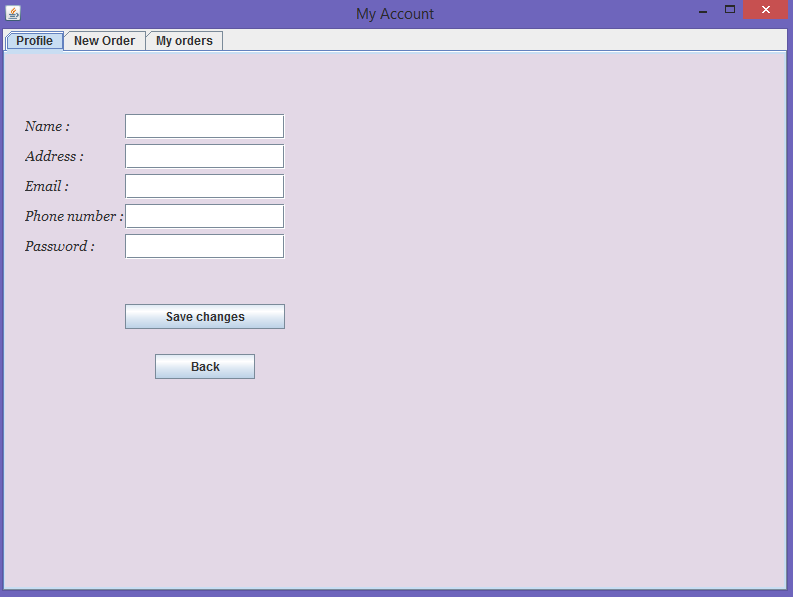 My Account
Profile New Order My orders
Name :
Address :
Email :
Phone number :
Password :
Save changes
Back